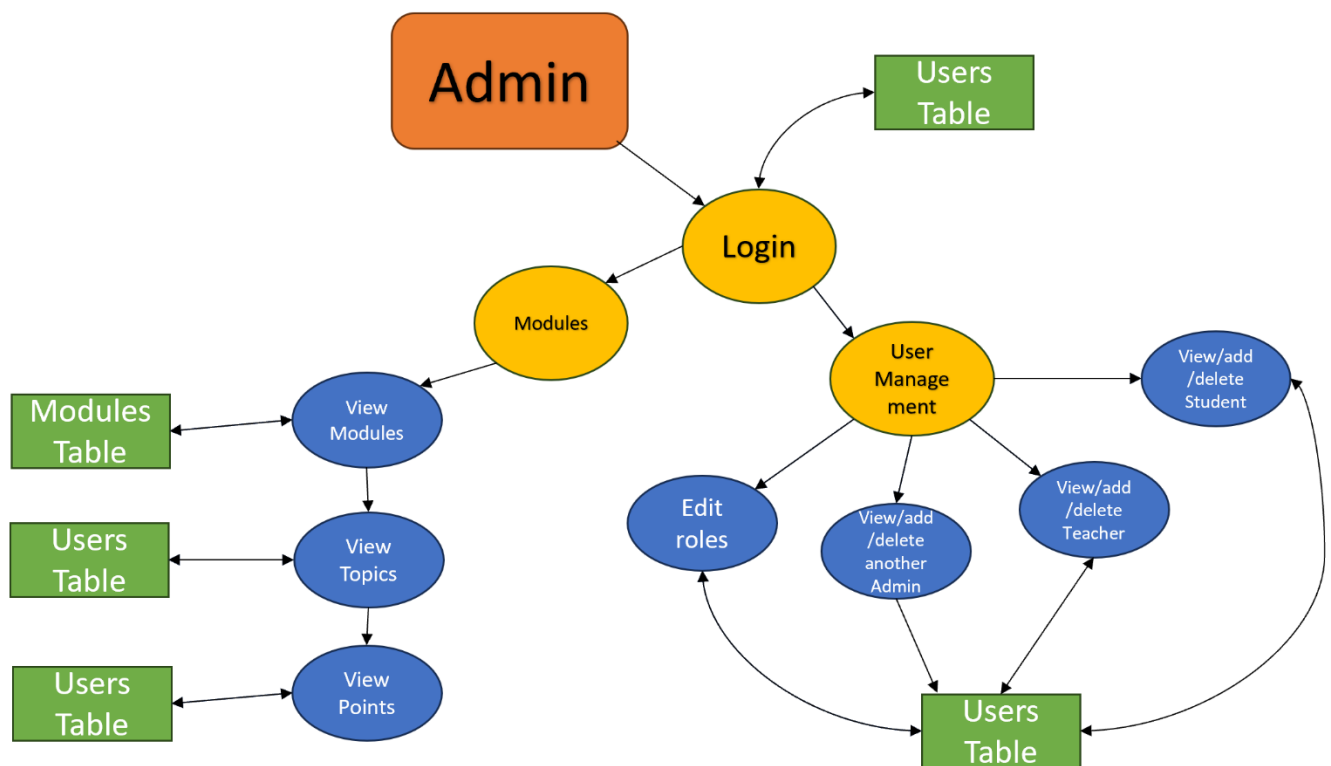 Admin
Users
Table
Login
Modules
User
Manage
ment
View/add
/delete
Student
View
Modules
Modules
Table
Edit
roles
View/add
/delete
another
Admin
View/add
/delete
Teacher
Users
Table
View
Topics
Users
Table
View
Points
Users
Table